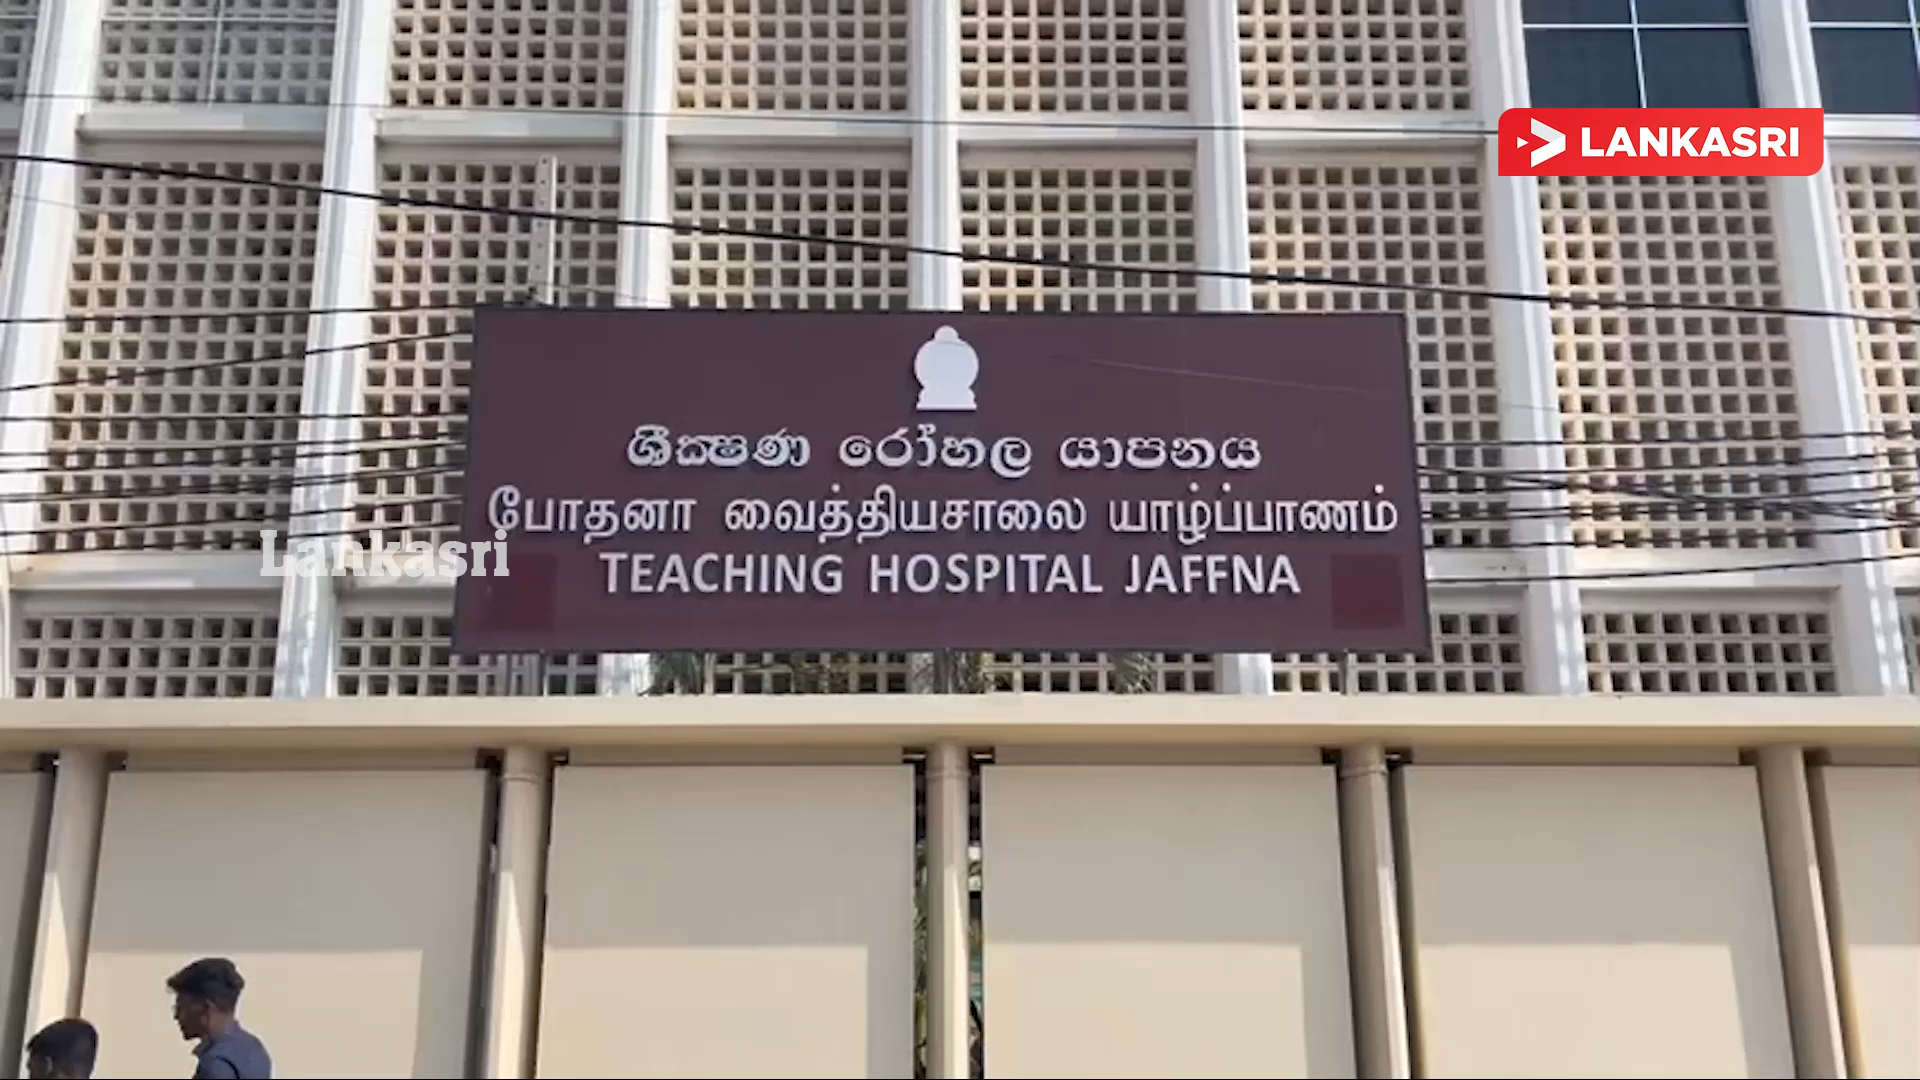 LANKASRI
ශික්ෂණ රෝහල යාපනය
போதனா வைத்தியசாலை யாழ்ப்பாணம்
Lankasri
TEACHING HOSPITAL JAFFNA